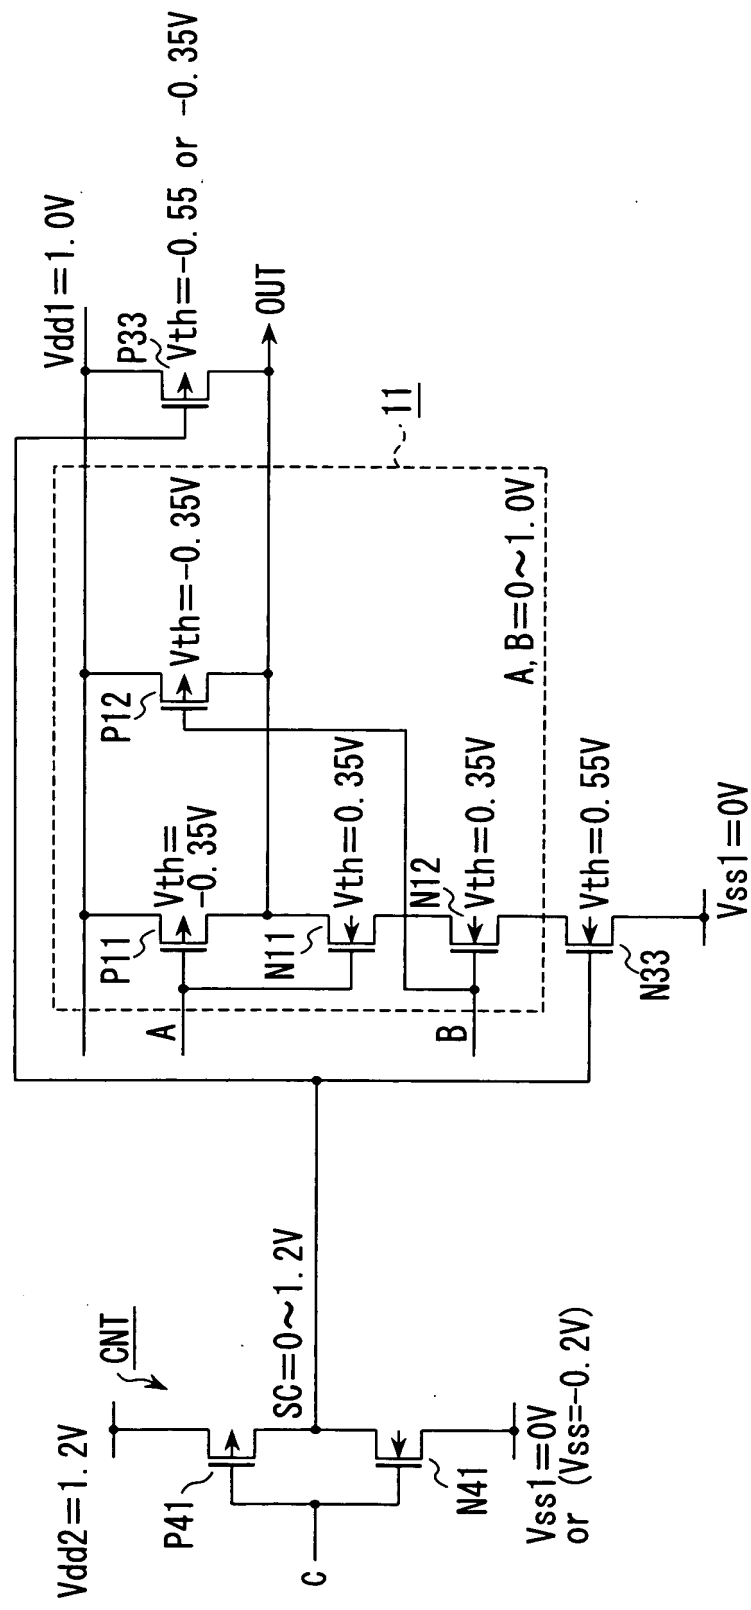 Vdd1=1.0V
P33
Vth=-0.55 or -0.35V
OUT
11
P12
Vth=-0.35V
A,B=0~1.0V
P11
Vth=
-0.35V
N11
Vth=0.35V
N12
Vth=0.35V
Vth=0.55V
N33
Vss1=0V
A
B
SC=0~1.2V
CNT
Vdd2=1.2V
P41
N41
C
Vss1=0V
or (Vss=-0.2V)